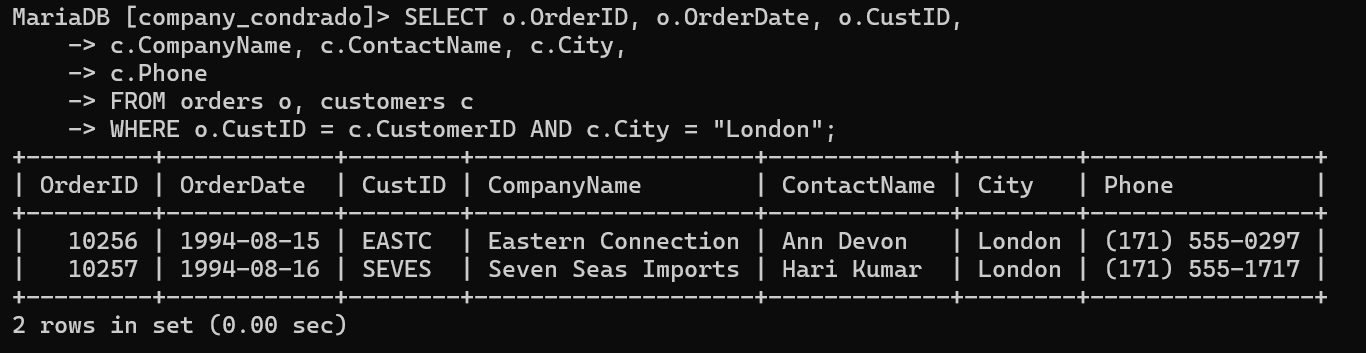 MariaDB [company_condrado]> SELECT o.OrderID, o.OrderDate, o.CustID,
    -> c.CompanyName, c.ContactName, c.City,
    -> c.Phone
    -> FROM orders o, customers c
    -> WHERE o.CustID = c.CustomerID AND c.City = "London";
+---------+------------+--------+--------------------+-------------+--------+----------------+
| OrderID | OrderDate  | CustID | CompanyName        | ContactName | City   | Phone          |
+---------+------------+--------+--------------------+-------------+--------+----------------+
|   10256 | 1994-08-15 | EASTC  | Eastern Connection | Ann Devon   | London | (171) 555-0297 |
|   10257 | 1994-08-16 | SEVES  | Seven Seas Imports | Hari Kumar  | London | (171) 555-1717 |
+---------+------------+--------+--------------------+-------------+--------+----------------+
2 rows in set (0.00 sec)